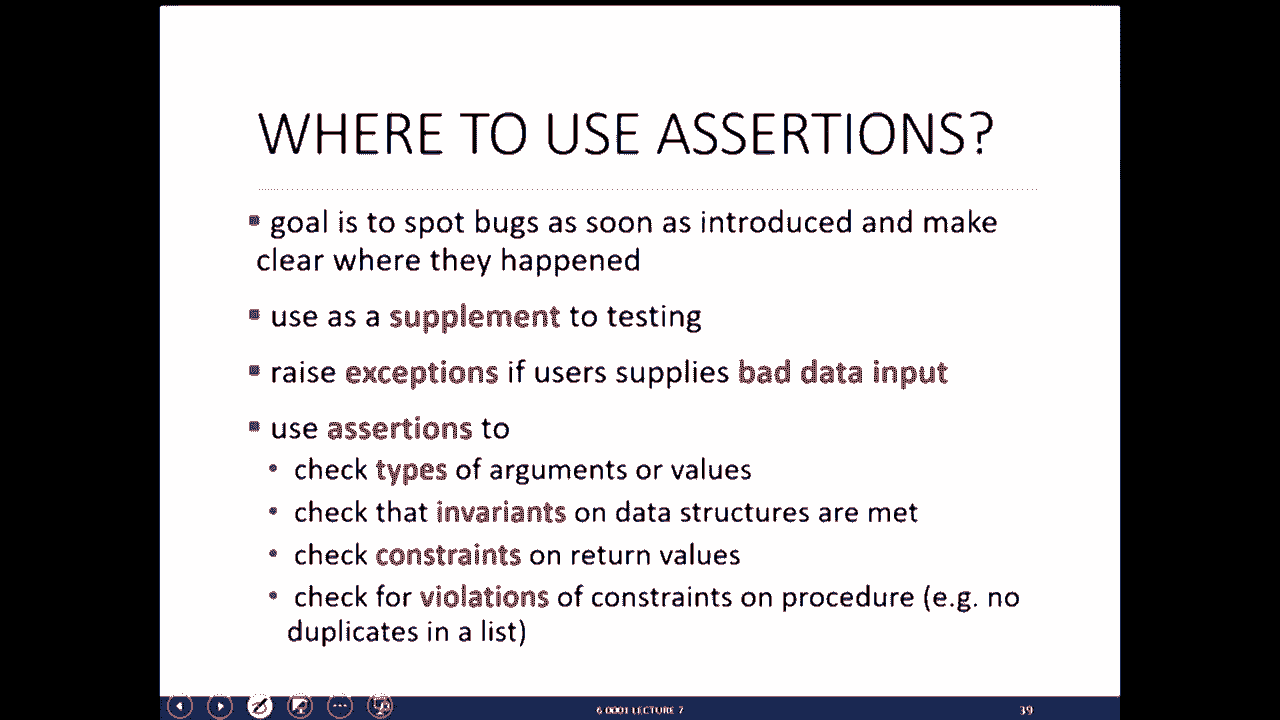 WHERE TO USE ASSERTIONS?
▪ goal is to spot bugs as soon as introduced and make
clear where they happened
▪ use as a supplement to testing
▪ raise exceptions if users supplies bad data input
▪ use assertions to
• check types of arguments or values
• check that invariants on data structures are met
• check constraints on return values
• check for violations of constraints on procedure (e.g. no
duplicates in a list)
6.0001 LECTURE 7
39